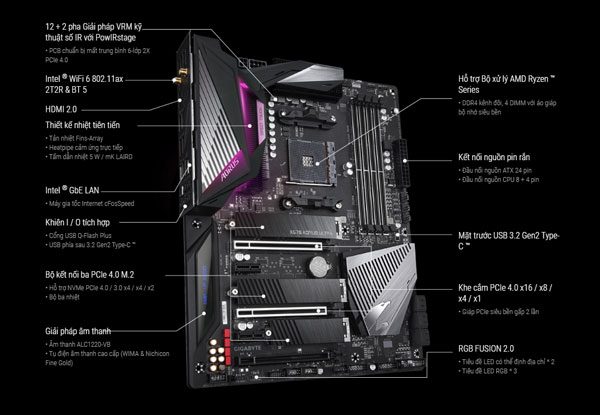 12 + 2 pha Giải pháp VRM kỹ
thuật số IR với PowIRstage
• PCB chuẩn bị mất trung bình 6-lớp 2X
PCIe 4.0
Intel ® WiFi 6 802.11ax
2T2R & BT 5
HDMI 2.0
Thiết kế nhiệt tiên tiến
• Tản nhiệt Fins-Array
• Heatpipe cảm ứng trực tiếp
• Tấm dẫn nhiệt 5 W / mK LAIRD
Intel ® GbE LAN
• Máy gia tốc Internet cFosSpeed
Khiên I / O tích hợp
• Cổng USB Q-Flash Plus
• USB phía sau 3.2 Gen2 Type-C ™
Bộ kết nối ba PCIe 4.0 M.2
• Hỗ trợ NVMe PCIe 4.0 / 3.0 x4 / x4 / x2
• Bộ ba nhiệt
Giải pháp âm thanh
• Âm thanh ALC1220-VB
• Tụ điện âm thanh cao cấp (WIMA & Nichicon
Fine Gold)
AORUS
X570 AORUS ULTRA
GIGABYTE
Hỗ trợ Bộ xử lý AMD Ryzen ™
Series
• DDR4 kênh đôi, 4 DIMM với áo giáp
bộ nhớ siêu bền
Kết nối nguồn pin rắn
• Đầu nối nguồn ATX 24 pin
• Đầu nối nguồn CPU 8 + 4 pin
Mặt trước USB 3.2 Gen2 Type-
C ™
Khe cắm PCIe 4.0 x16 / x8 /
x4 / x1
• Giáp PCIe siêu bền gấp 2 lần
RGB FUSION 2.0
• Tiêu đề LED có thể định địa chỉ * 2
• Tiêu đề LED RGB * 3